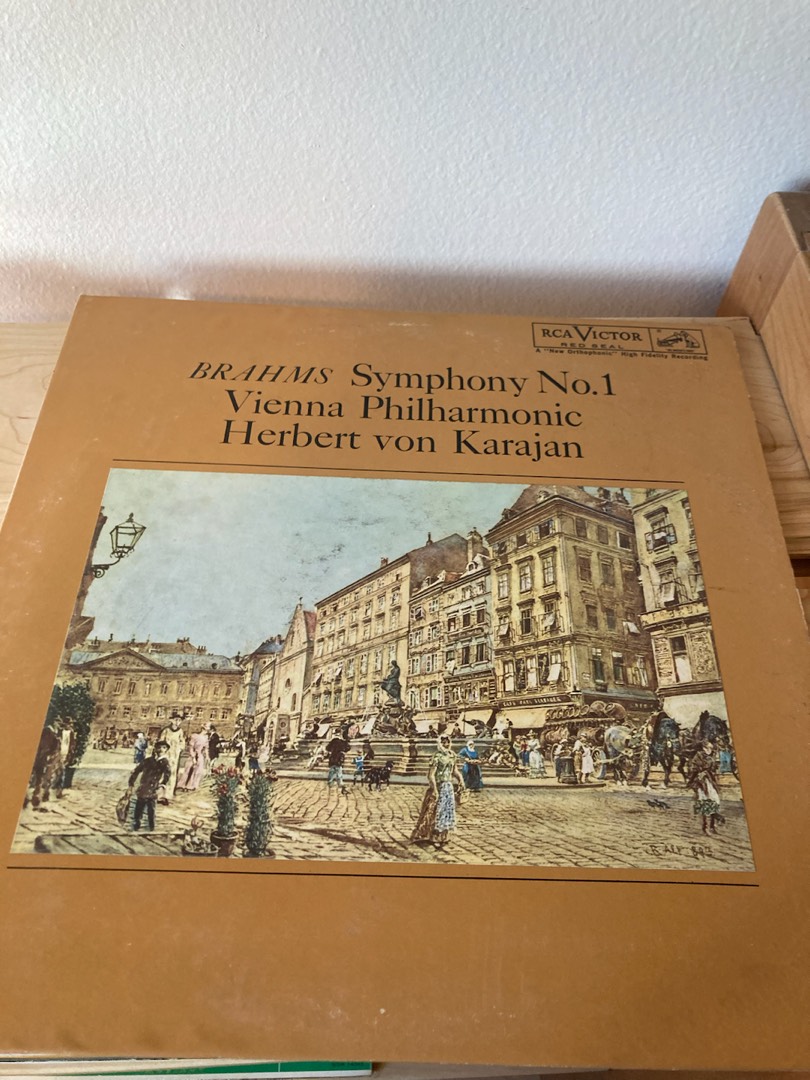 RCA VICTOR
RED SEAL
A "New Orthophonic" High Fidelity Recording
BRAHMS Symphony No.1
Vienna Philharmonic
Herbert von Karajan